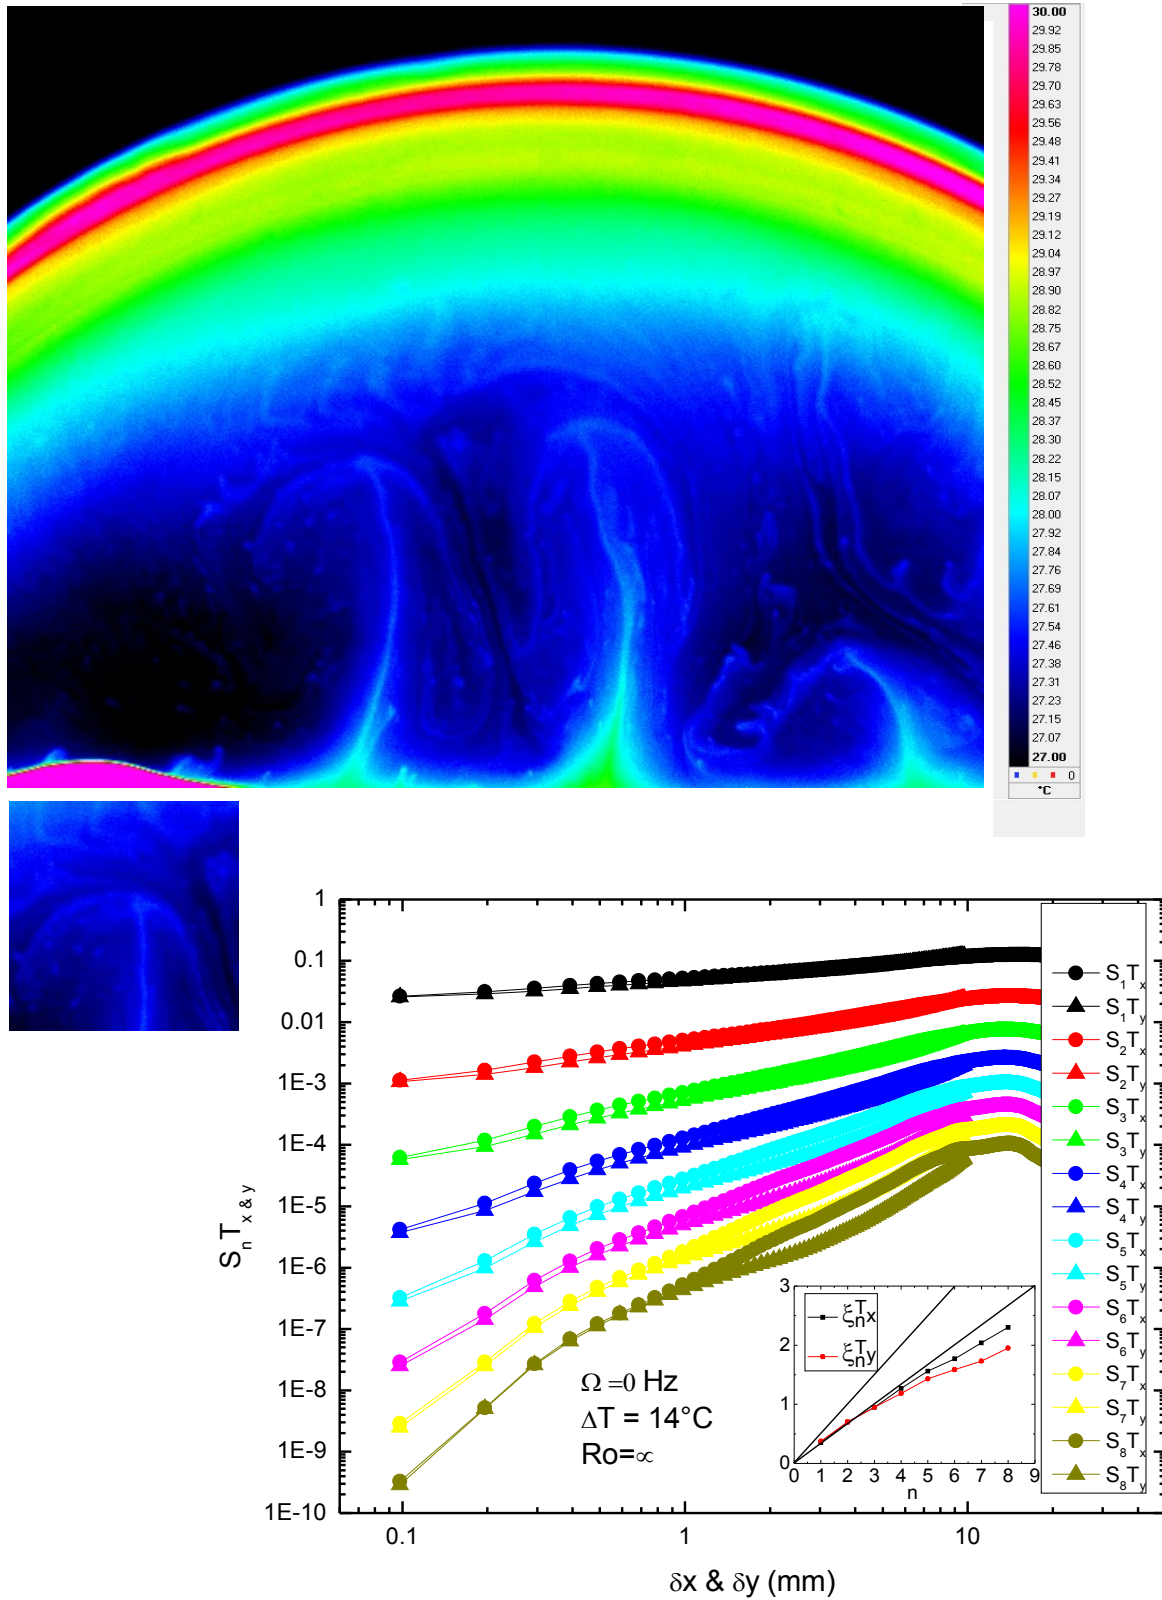 30.00
29.92
29.85
29.78
29.70
29.63
29.56
29.48
29.41
29.34
29.27
29.19
29.12
29.04
28.97
28.90
28.82
28.75
28.67
28.60
28.52
28.45
28.37
28.30
28.22
28.15
28.07
28.00
27.92
27.84
27.76
27.69
27.61
27.54
27.46
27.38
27.31
27.23
27.15
27.07
27.00
0
°C
1
0.1
0.01
1E-3
1E-4
1E-5
1E-6
1E-7
1E-8
1E-9
1E-10
SnT x & y
0.1
1
10
δx & δy (mm)
S1Tx
S1Ty
S2Tx
S2Ty
S3Tx
S3Ty
S4Tx
S4Ty
S5Tx
S5Ty
S6Tx
S6Ty
S7Tx
S7Ty
S8Tx
S8Ty
Ω =0 Hz
ΔT = 14°C
Ro=∞
3
2
1
0
ξnTx
ξnTy
0 1 2 3 4 5 6 7 8 9
n